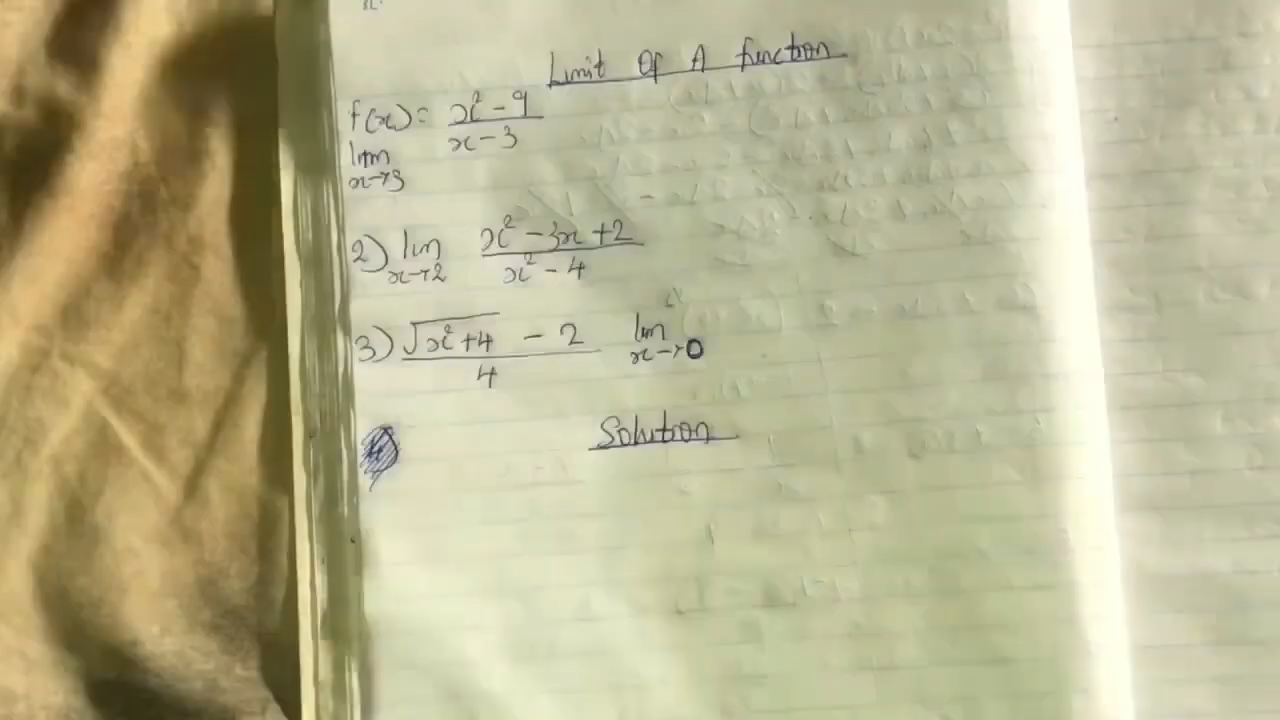 Limit Of A function
f(x) = x² - 9
x - 3
lim
x→3
2) lim x² - 3x + 2
x→2 x² - 4
3) √x² + 4 - 2 lim
4 x→0
Solution